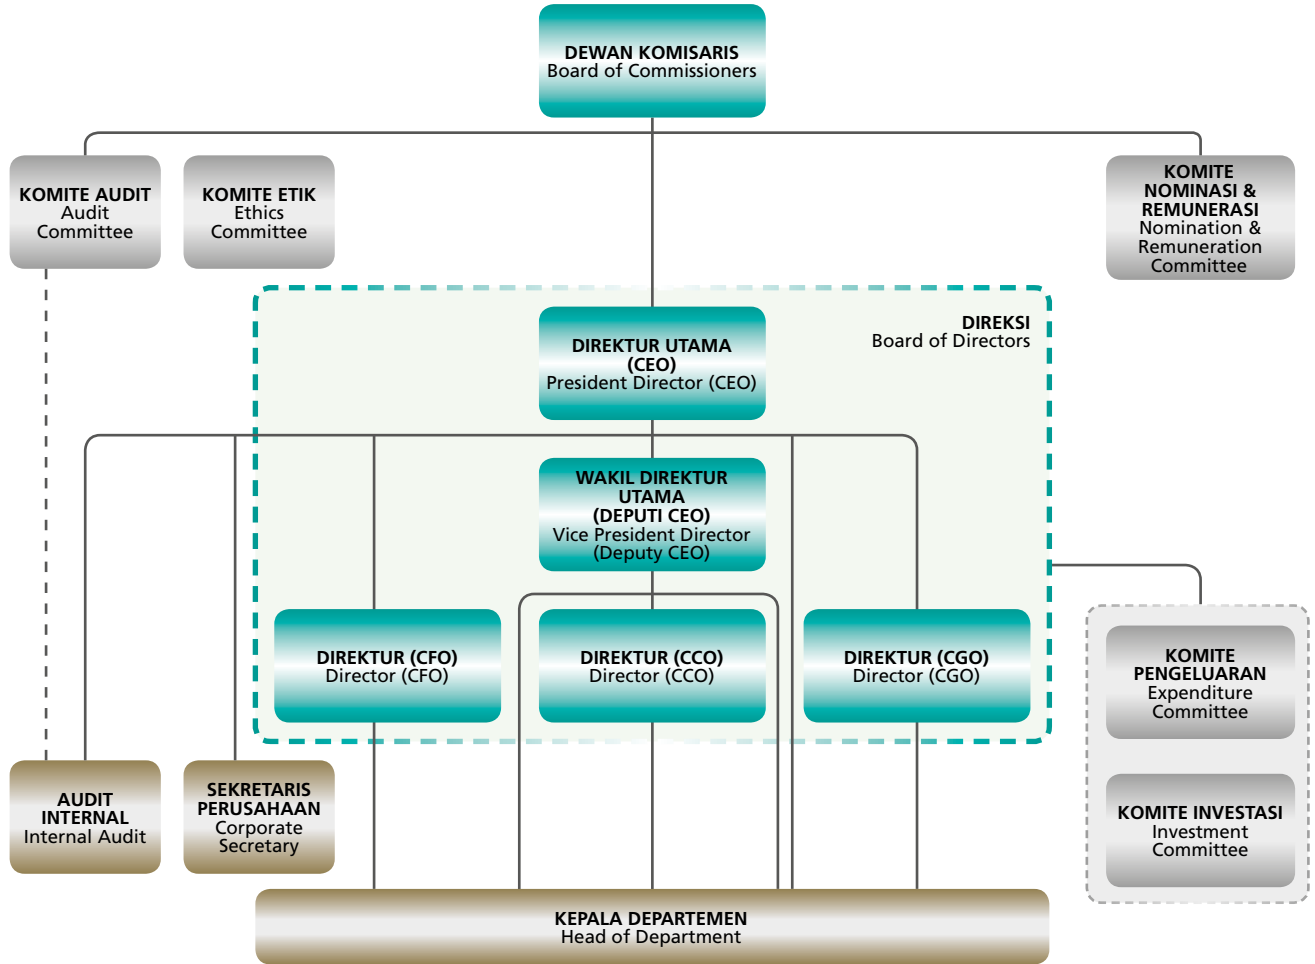 DEWAN KOMISARIS
Board of Commissioners
KOMITE AUDIT
Audit
Committee
KOMITE ETIK
Ethics
Committee
KOMITE
NOMINASI &
REMUNERASI
Nomination &
Remuneration
Committee
DIREKSI
Board of Directors
DIREKTUR UTAMA
(CEO)
President Director (CEO)
WAKIL DIREKTUR
UTAMA
(DEPUTI CEO)
Vice President Director
(Deputy CEO)
DIREKTUR (CFO)
Director (CFO)
DIREKTUR (CCO)
Director (CCO)
DIREKTUR (CGO)
Director (CGO)
KOMITE
PENGELUARAN
Expenditure
Committee
KOMITE INVESTASI
Investment
Committee
AUDIT
INTERNAL
Internal Audit
SEKRETARIS
PERUSAHAAN
Corporate
Secretary
KEPALA DEPARTEMEN
Head of Department